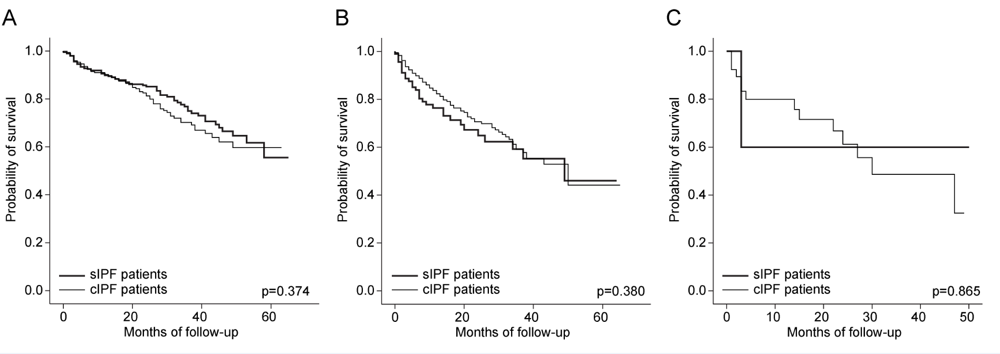 A
Probability of survival
1.0
0.8
0.6
0.4
0.2
0.0
sIPF patients
cIPF patients
p=0.374
0 20 40 60
Months of follow-up
B
Probability of survival
1.0
0.8
0.6
0.4
0.2
0.0
sIPF patients
cIPF patients
p=0.380
0 20 40 60
Months of follow-up
C
Probability of survival
1.0
0.8
0.6
0.4
0.2
0.0
sIPF patients
cIPF patients
p=0.865
0 10 20 30 40 50
Months of follow-up